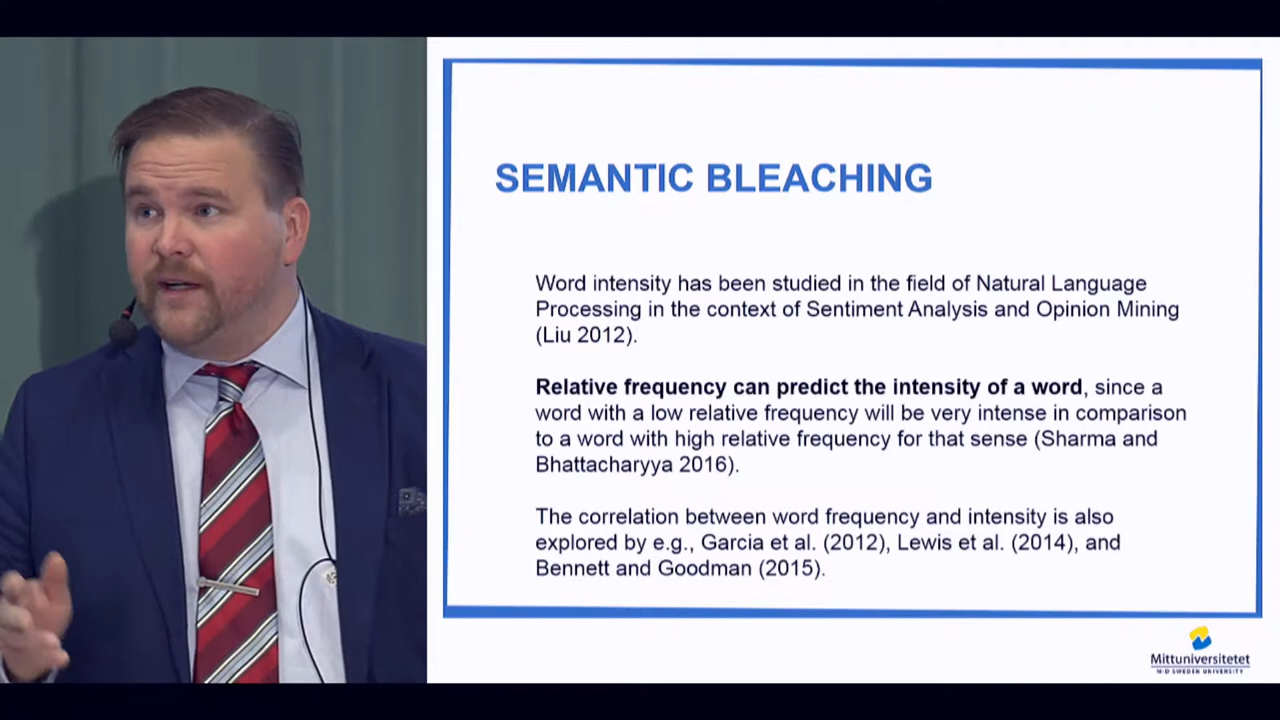 SEMANTIC BLEACHING
Word intensity has been studied in the field of Natural Language
Processing in the context of Sentiment Analysis and Opinion Mining
(Liu 2012).
Relative frequency can predict the intensity of a word, since a
word with a low relative frequency will be very intense in comparison
to a word with high relative frequency for that sense (Sharma and
Bhattacharyya 2016).
The correlation between word frequency and intensity is also
explored by e.g., Garcia et al. (2012), Lewis et al. (2014), and
Bennett and Goodman (2015).
Mittuniversitetet
MID SWEDEN UNIVERSITY